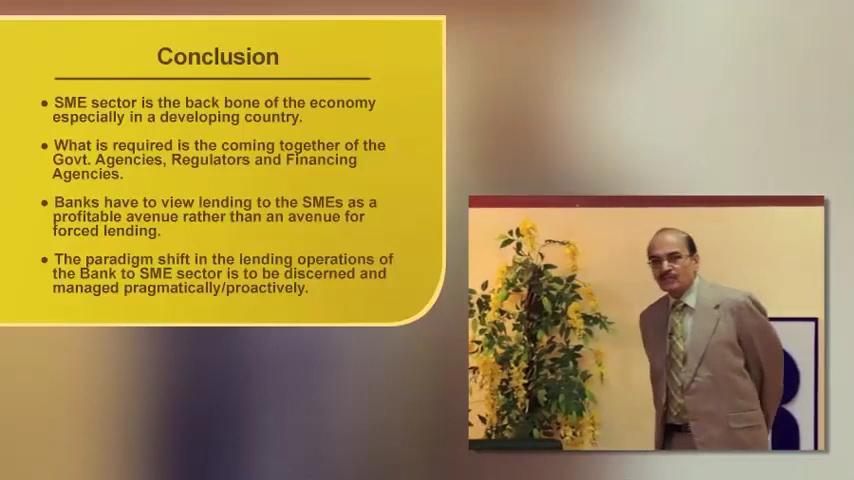 Conclusion
● SME sector is the back bone of the economy
especially in a developing country.
● What is required is the coming together of the
Govt. Agencies, Regulators and Financing
Agencies.
● Banks have to view lending to the SMEs as a
profitable avenue rather than an avenue for
forced lending.
● The paradigm shift in the lending operations of
the Bank to SME sector is to be discerned and
managed pragmatically/proactively.